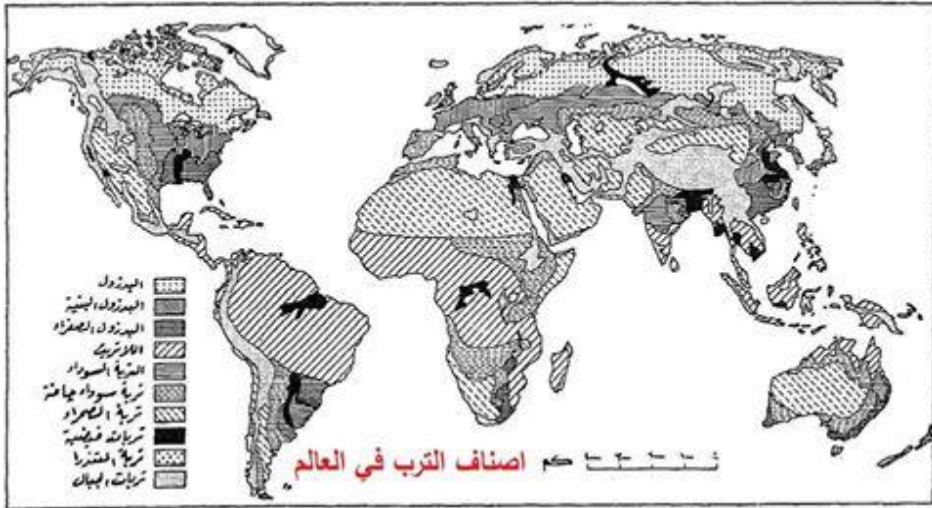 البدزول
البدزول البنية
البدزول الصفراء
اللاتريت
التربة السوداء
تربة سوداء جافة
تربة الصحراء
تربات فيضية
تربة التندرا
تربات الجبال
اصناف الترب في العالم
كم